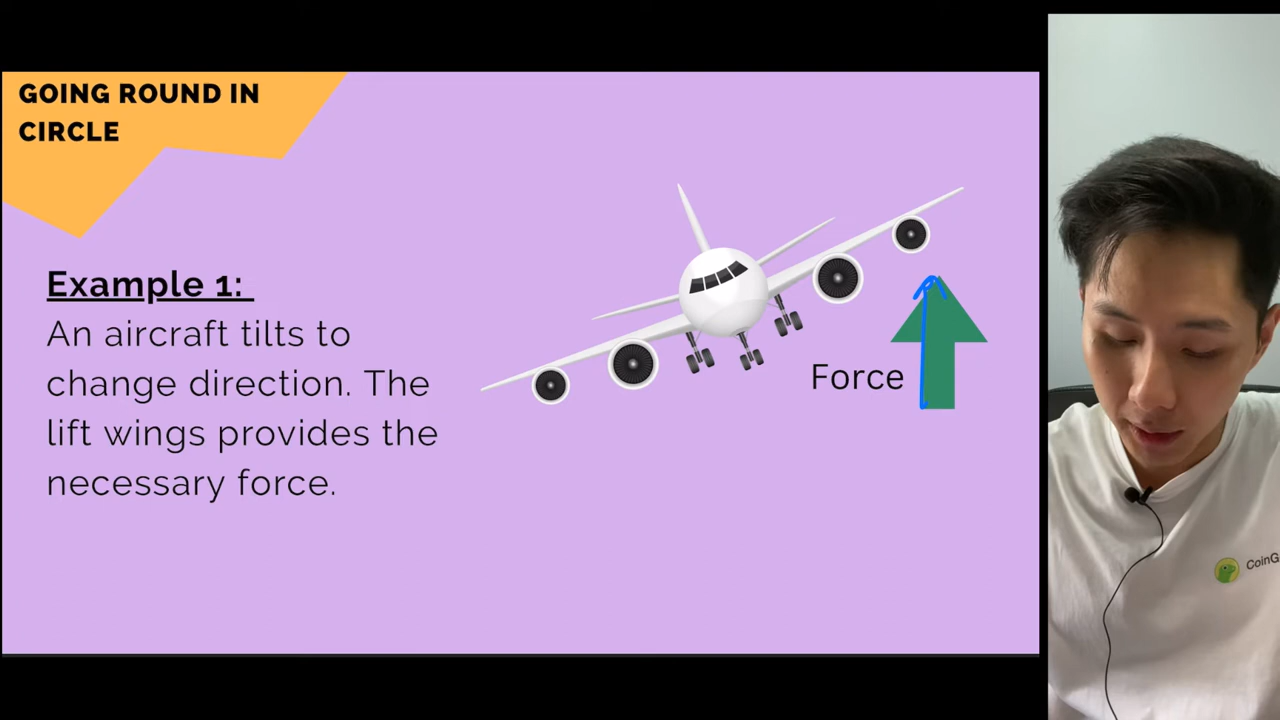 GOING ROUND IN
CIRCLE
Example 1:
An aircraft tilts to
change direction. The
lift wings provides the
necessary force.
Force
CoinG